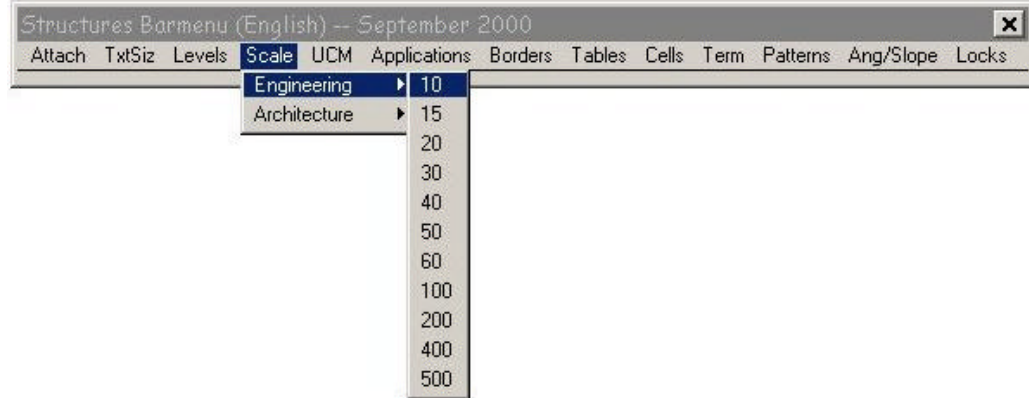 Structures Barmenu (English) -- September 2000
Attach TxtSiz Levels Scale UCM Applications Borders Tables Cells Term Patterns Ang/Slope Locks
Engineering 10
Architecture 15
20
30
40
50
60
100
200
400
500